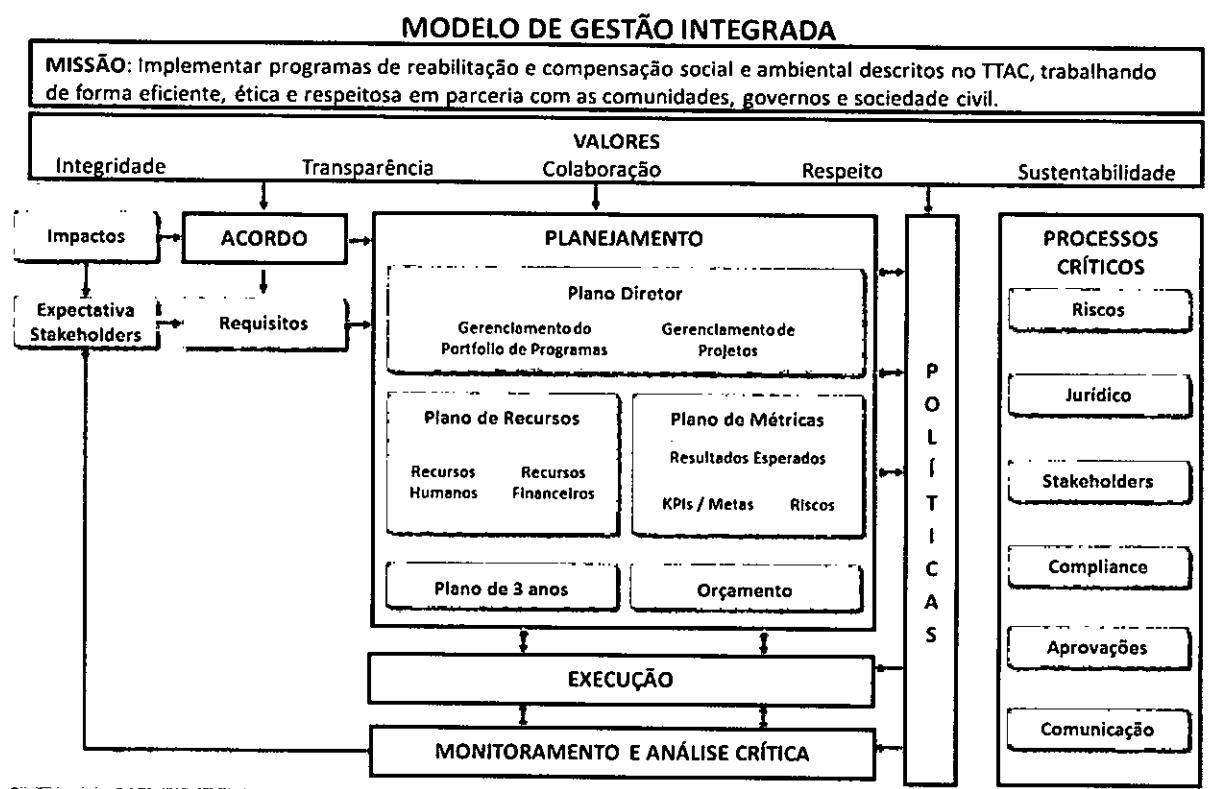 MODELO DE GESTÃO INTEGRADA
MISSÃO: Implementar programas de reabilitação e compensação social e ambiental descritos no TTAC, trabalhando
de forma eficiente, ética e respeitosa em parceria com as comunidades, governos e sociedade civil.
VALORES
Integridade Transparência Colaboração Respeito Sustentabilidade
Impactos
ACORDO
Expectativa
Stakeholders
Requisitos
PLANEJAMENTO
Plano Diretor
Gerenciamento do
Portfolio de Programas
Gerenciamento de
Projetos
Plano de Recursos
Recursos
Humanos
Recursos
Financeiros
Plano de Métricas
Resultados Esperados
KPIs / Metas Riscos
Plano de 3 anos
Orçamento
EXECUÇÃO
MONITORAMENTO E ANÁLISE CRÍTICA
POLÍTICAS
PROCESSOS
CRÍTICOS
Riscos
Jurídico
Stakeholders
Compliance
Aprovações
Comunicação